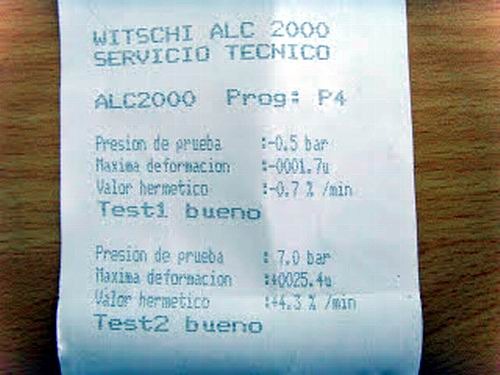 WITSCHI ALC 2000
SERVICIO TECNICO
ALC2000 Prog: P4
Presion de prueba :-0.5 bar
Maxima deformacion :-0001.7u
Valor hermetico :-0.7 % /min
Test1 bueno
Presion de prueba : 7.0 bar
Maxima deformacion :+0025.4u
Valor hermetico :+4.3 % /min
Test2 bueno